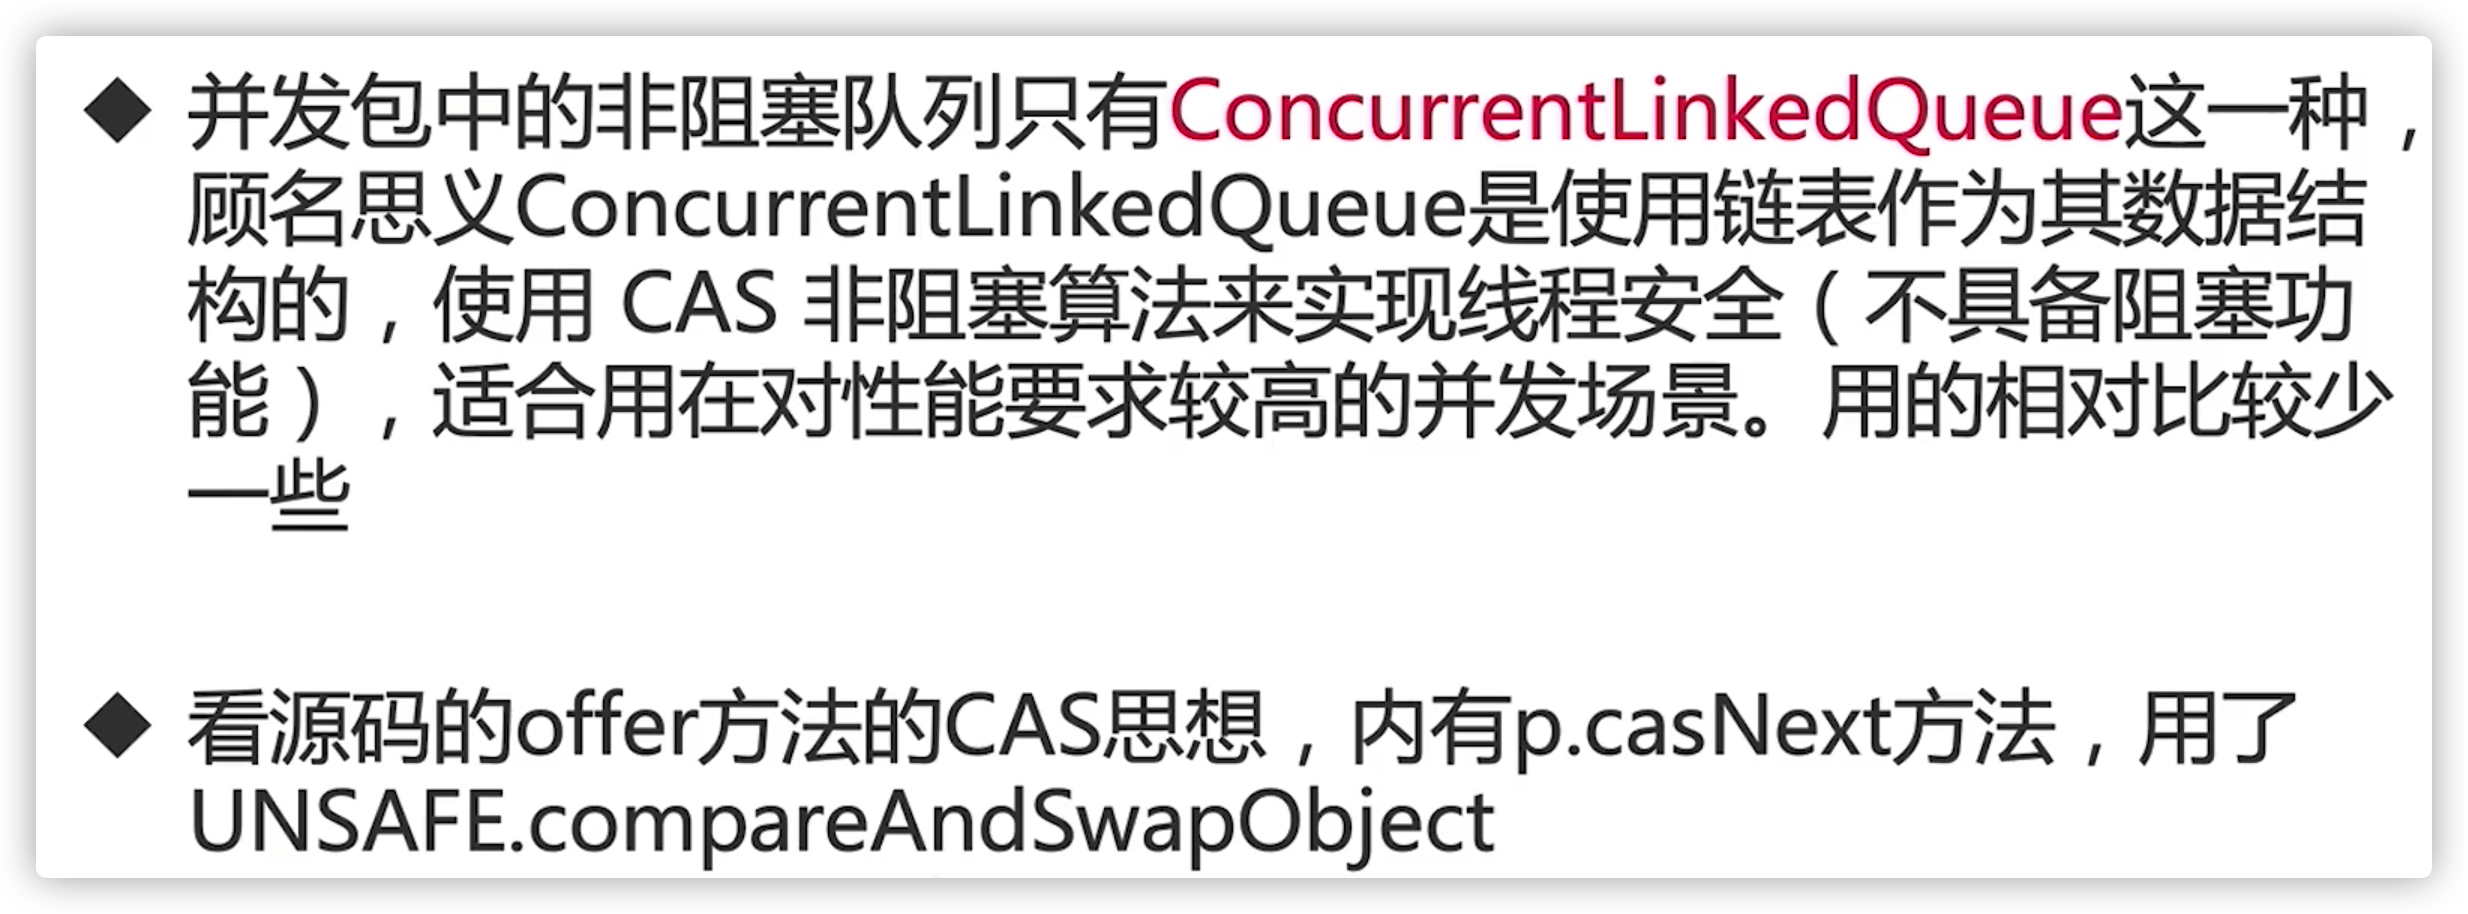 ◆ 并发包中的非阻塞队列只有ConcurrentLinkedQueue这一种，
顾名思义ConcurrentLinkedQueue是使用链表作为其数据结
构的，使用 CAS 非阻塞算法来实现线程安全（不具备阻塞功
能），适合用在对性能要求较高的并发场景。用的相对比较少
一些
◆ 看源码的offer方法的CAS思想，内有p.casNext方法，用了
UNSAFE.compareAndSwapObject